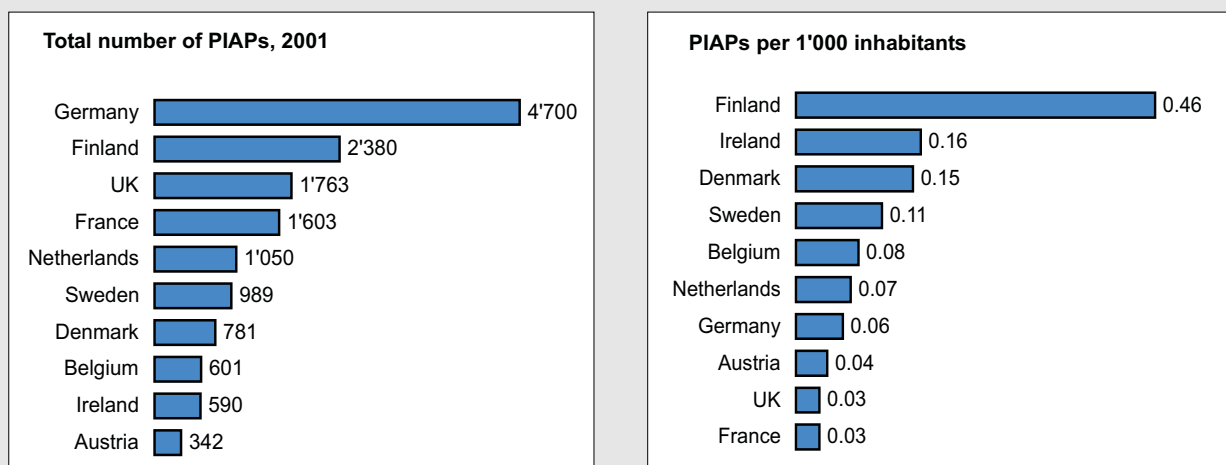 Total number of PIAPs, 2001
Germany 4'700
Finland 2'380
UK 1'763
France 1'603
Netherlands 1'050
Sweden 989
Denmark 781
Belgium 601
Ireland 590
Austria 342
PIAPs per 1'000 inhabitants
Finland 0.46
Ireland 0.16
Denmark 0.15
Sweden 0.11
Belgium 0.08
Netherlands 0.07
Germany 0.06
Austria 0.04
UK 0.03
France 0.03